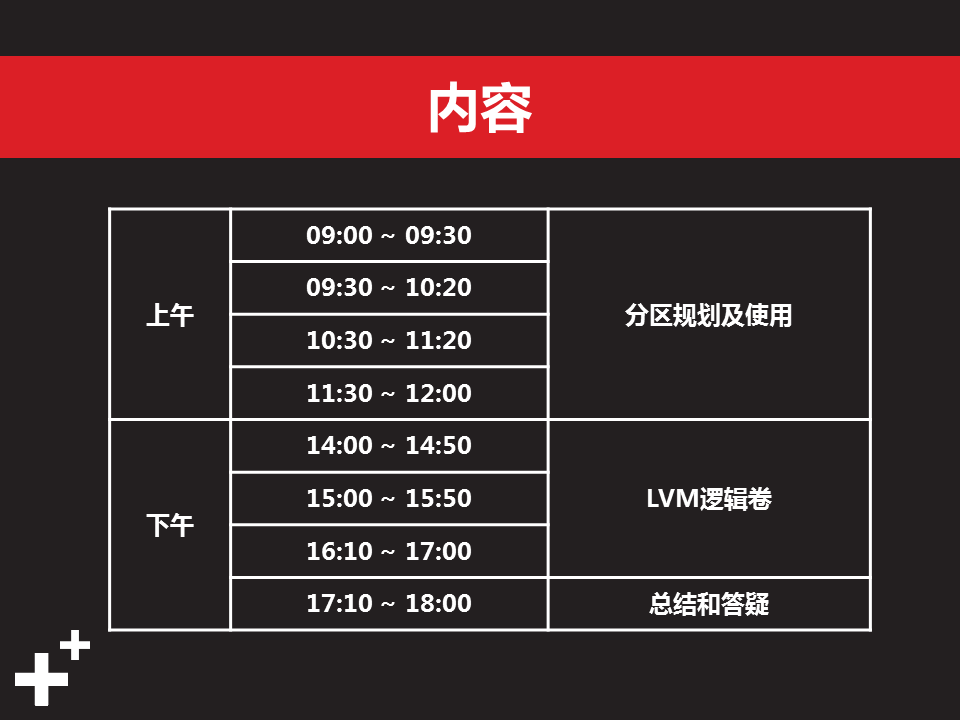 内容
上午
09:00 ~ 09:30
09:30 ~ 10:20
10:30 ~ 11:20
11:30 ~ 12:00
分区规划及使用
下午
14:00 ~ 14:50
15:00 ~ 15:50
16:10 ~ 17:00
LVM逻辑卷
17:10 ~ 18:00
总结和答疑